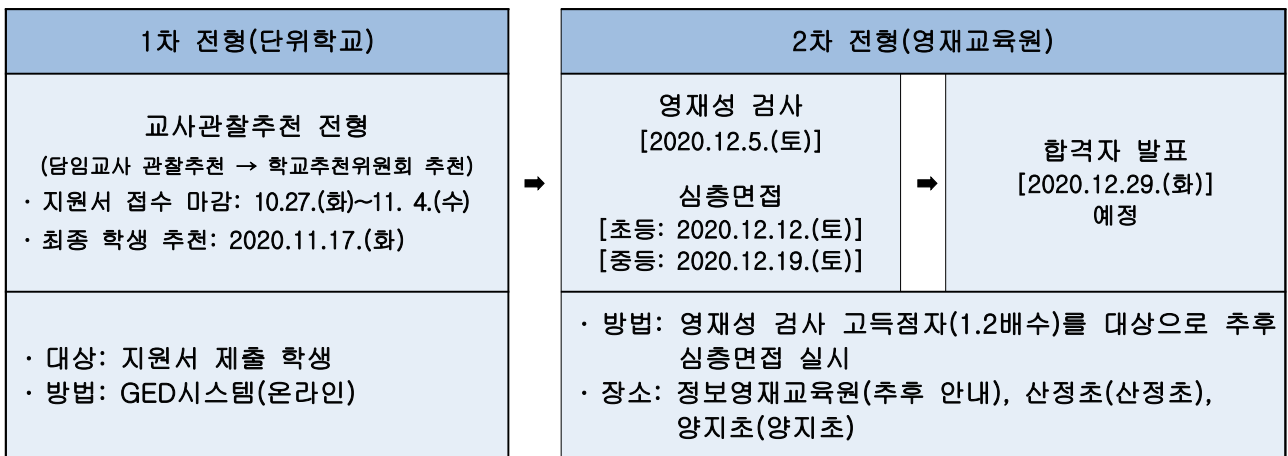 1차 전형(단위학교)
교사관찰추천 전형
(담임교사 관찰추천 → 학교추천위원회 추천)
· 지원서 접수 마감: 10.27.(화)~11. 4.(수)
· 최종 학생 추천: 2020.11.17.(화)
· 대상: 지원서 제출 학생
· 방법: GED시스템(온라인)
➡
2차 전형(영재교육원)
영재성 검사
[2020.12.5.(토)]
심층면접
[초등: 2020.12.12.(토)]
[중등: 2020.12.19.(토)]
➡
합격자 발표
[2020.12.29.(화)]
예정
· 방법: 영재성 검사 고득점자(1.2배수)를 대상으로 추후
심층면접 실시
· 장소: 정보영재교육원(추후 안내), 산정초(산정초),
양지초(양지초)